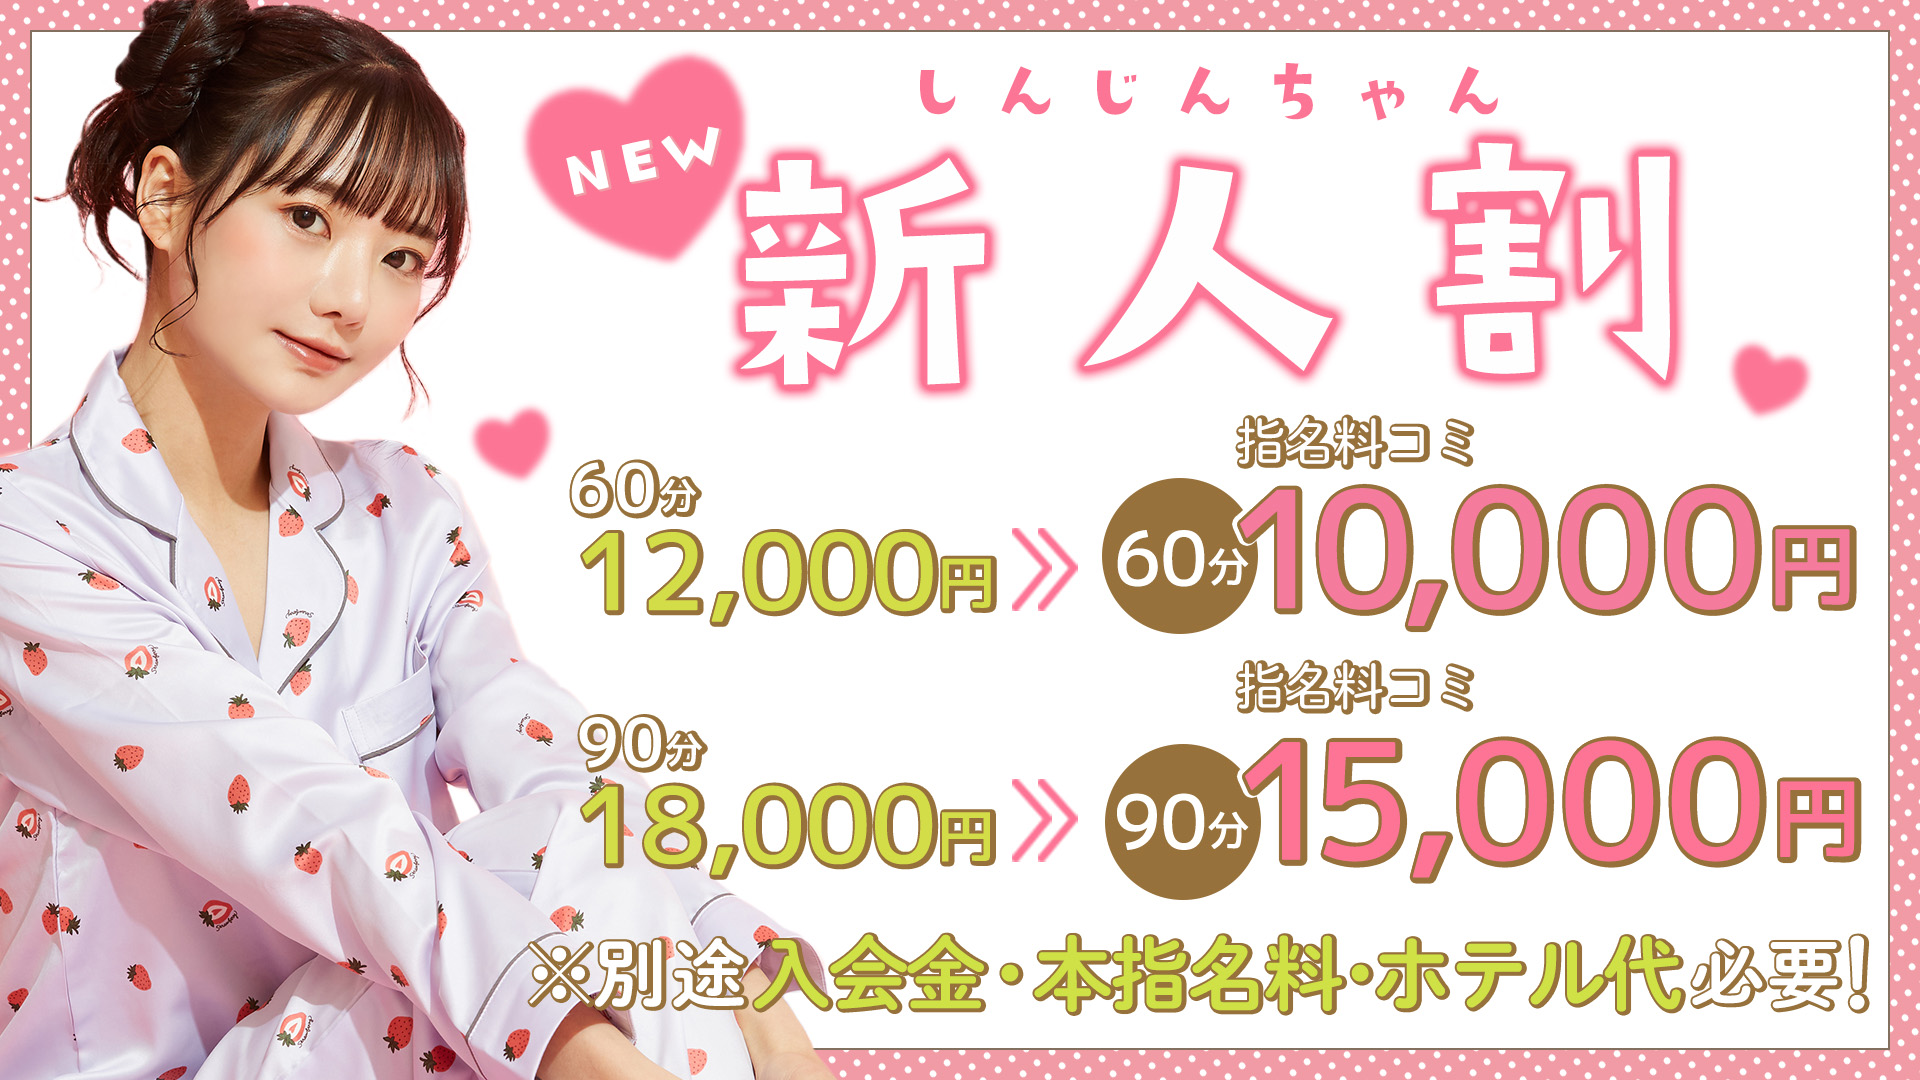 NEW
しんじんちゃん
新人割
60分
12,000円
指名料コミ
60分 10,000円
90分
18,000円
指名料コミ
90分 15,000円
※別途入会金・本指名料・ホテル代必要!